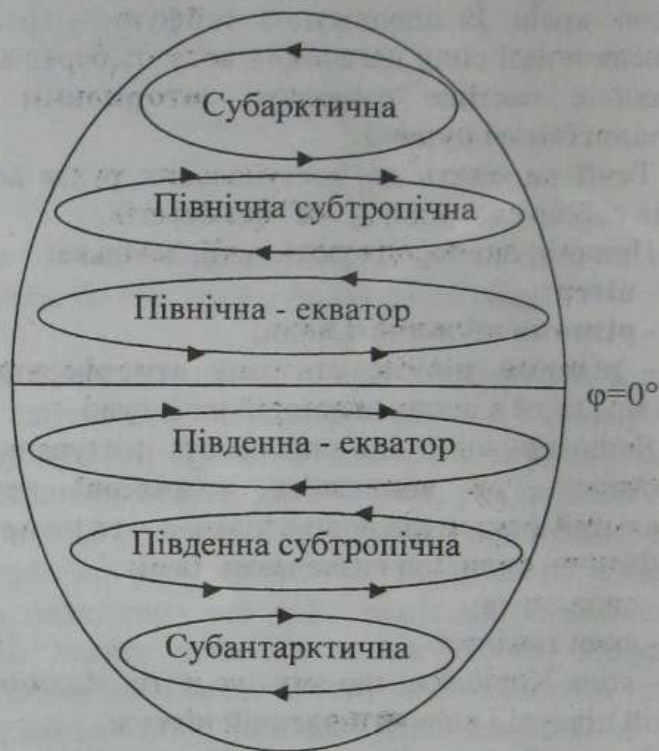 Субарктична
Північна субтропічна
Північна - екватор
φ=0°
Південна - екватор
Південна субтропічна
Субантарктична